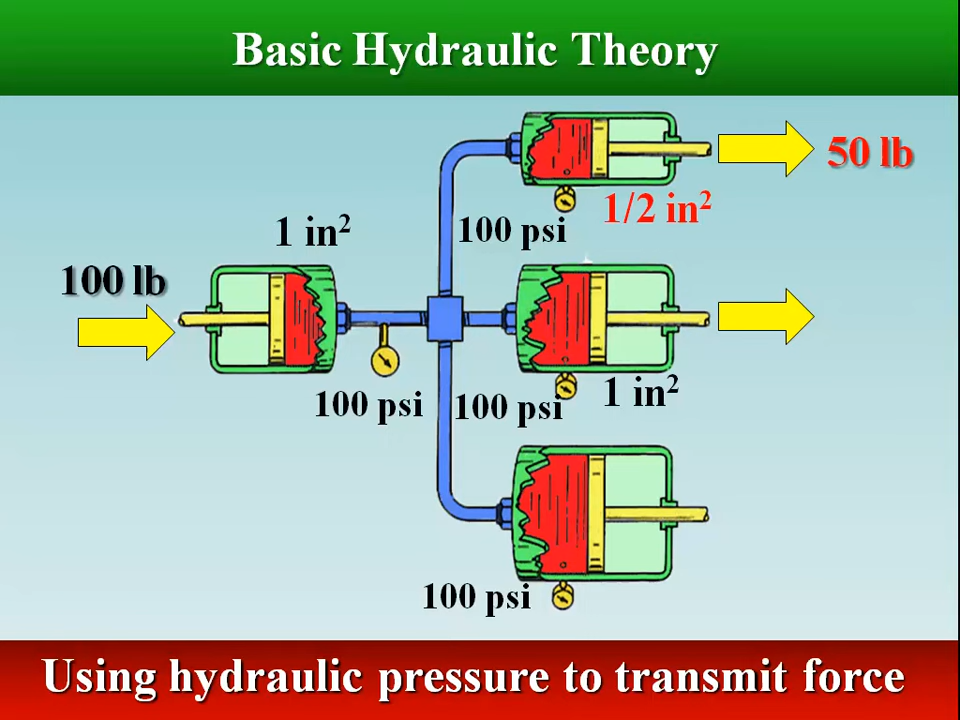 Basic Hydraulic Theory
50 lb
1/2 in²
100 psi
1 in²
100 lb
100 psi
100 psi
1 in²
100 psi
Using hydraulic pressure to transmit force